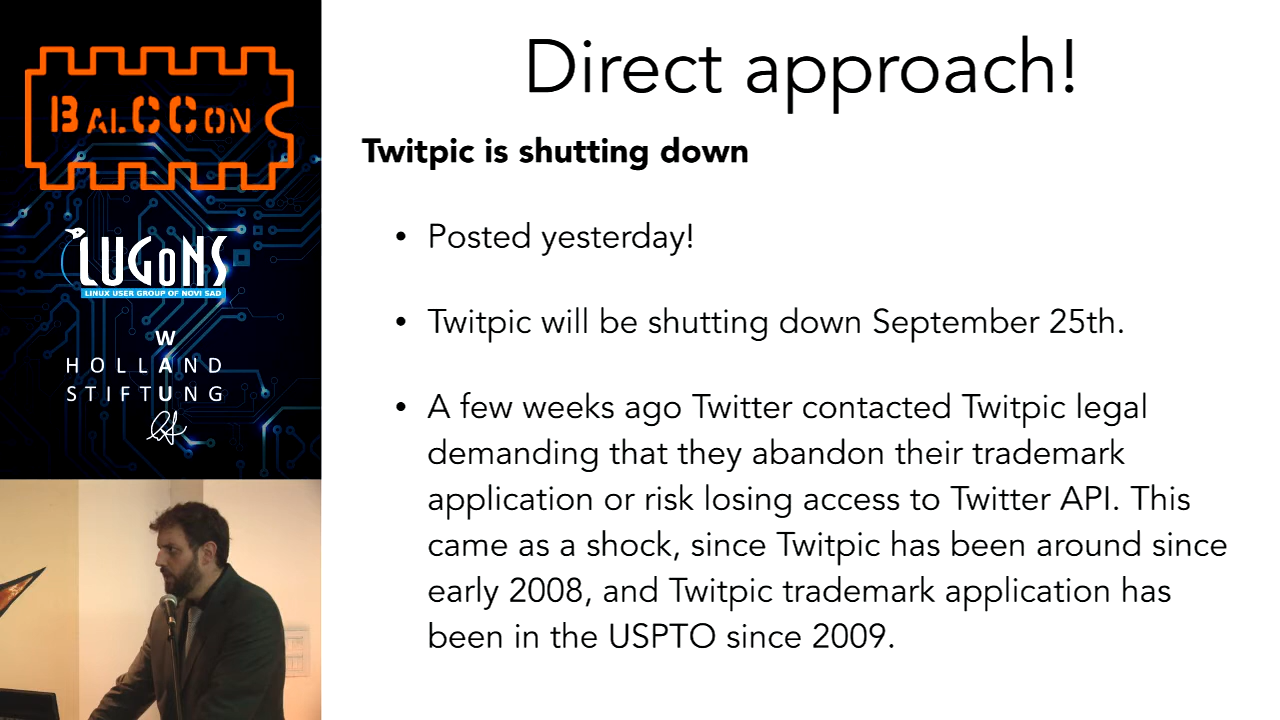 BALCCON
LUGONS
LINUX USER GROUP OF NOVI SAD
W
HOLLAND
STIFTUNG
Direct approach!
Twitpic is shutting down
• Posted yesterday!
• Twitpic will be shutting down September 25th.
• A few weeks ago Twitter contacted Twitpic legal
demanding that they abandon their trademark
application or risk losing access to Twitter API. This
came as a shock, since Twitpic has been around since
early 2008, and Twitpic trademark application has
been in the USPTO since 2009.